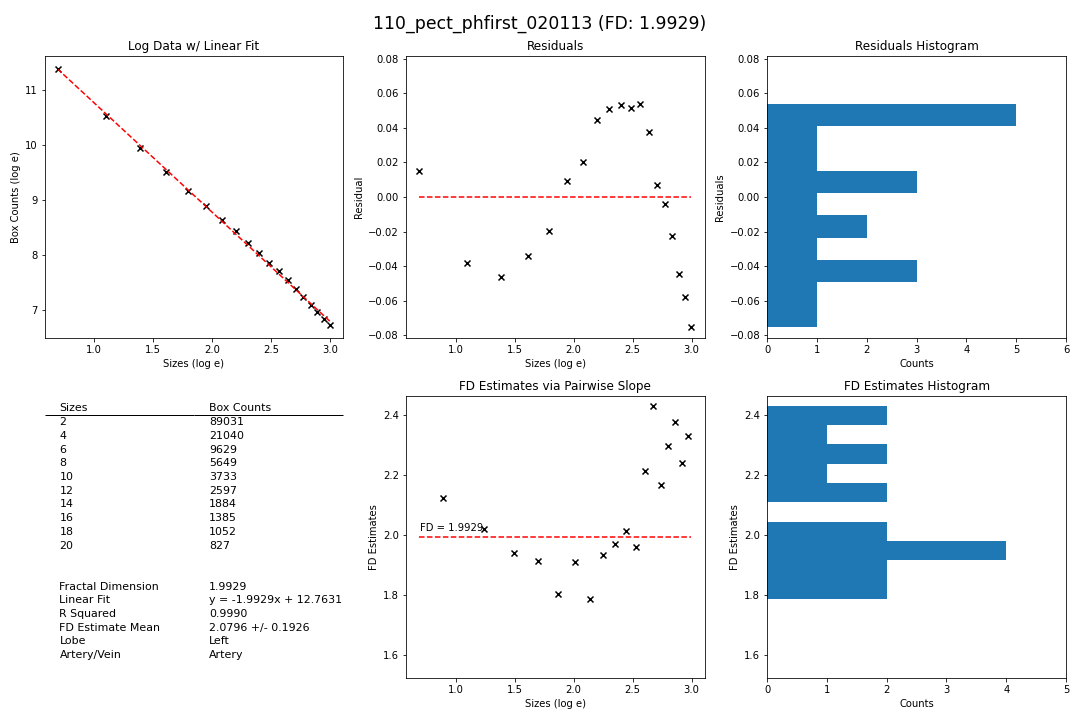 110_pect_phfirst_020113 (FD: 1.9929)
Log Data w/ Linear Fit
Box Counts (log e)
11
10
9
8
7
1.0 1.5 2.0 2.5 3.0
Sizes (log e)
Residuals
Residual
0.08
0.06
0.04
0.02
0.00
−0.02
−0.04
−0.06
−0.08
1.0 1.5 2.0 2.5 3.0
Sizes (log e)
Residuals Histogram
Residuals
0.08
0.06
0.04
0.02
0.00
−0.02
−0.04
−0.06
−0.08
0 1 2 3 4 5 6
Counts
Sizes Box Counts
2 89031
4 21040
6 9629
8 5649
10 3733
12 2597
14 1884
16 1385
18 1052
20 827
Fractal Dimension 1.9929
Linear Fit y = -1.9929x + 12.7631
R Squared 0.9990
FD Estimate Mean 2.0796 +/- 0.1926
Lobe Left
Artery/Vein Artery
FD Estimates via Pairwise Slope
FD Estimates
2.4
2.2
2.0
1.8
1.6
FD = 1.9929
1.0 1.5 2.0 2.5 3.0
Sizes (log e)
FD Estimates Histogram
FD Estimates
2.4
2.2
2.0
1.8
1.6
0 1 2 3 4 5
Counts